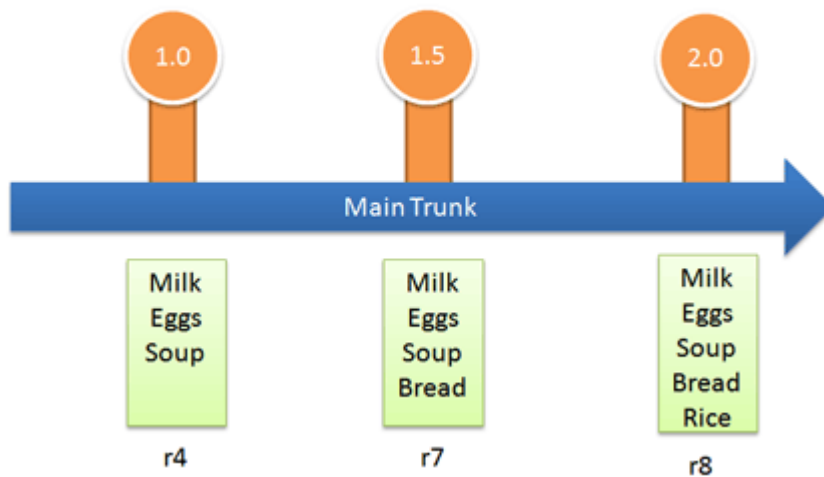 1.0
1.5
2.0
Main Trunk
Milk
Eggs
Soup
r4
Milk
Eggs
Soup
Bread
r7
Milk
Eggs
Soup
Bread
Rice
r8